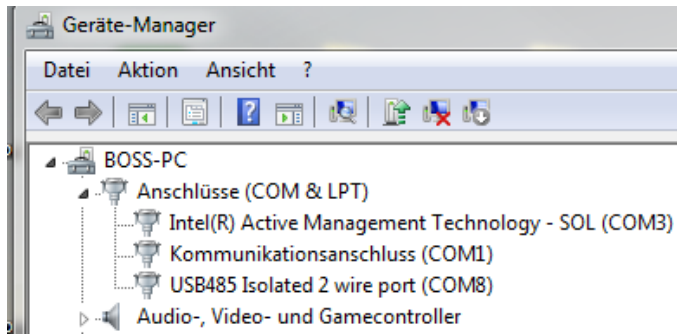 Geräte-Manager
Datei Aktion Ansicht ?
BOSS-PC
Anschlüsse (COM & LPT)
Intel(R) Active Management Technology - SOL (COM3)
Kommunikationsanschluss (COM1)
USB485 Isolated 2 wire port (COM8)
Audio-, Video- und Gamecontroller